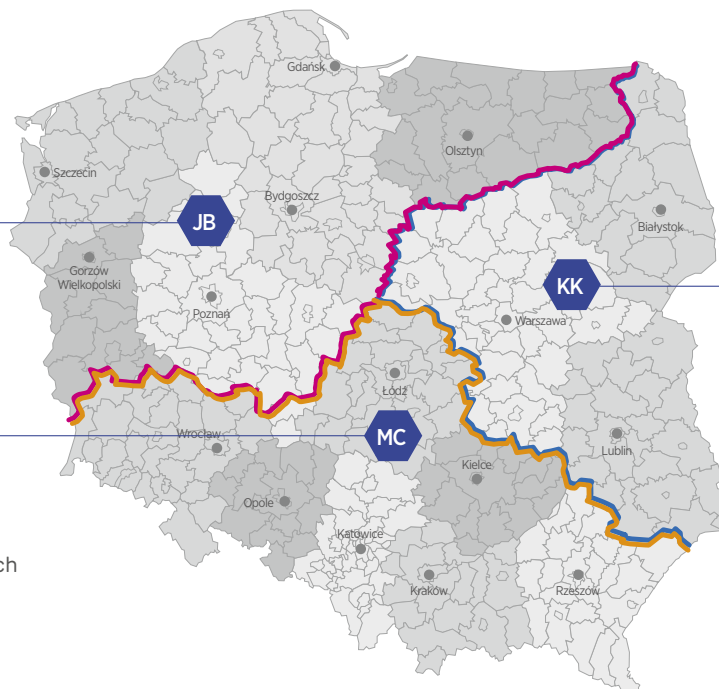 Gdańsk
Olsztyn
Szczecin
Bydgoszcz
JB
Białystok
Gorzów
Wielkopolski
KK
Poznań
Warszawa
Łódź
Wrocław
MC
Lublin
Kielce
Opole
Katowice
ch
Kraków
Rzeszów